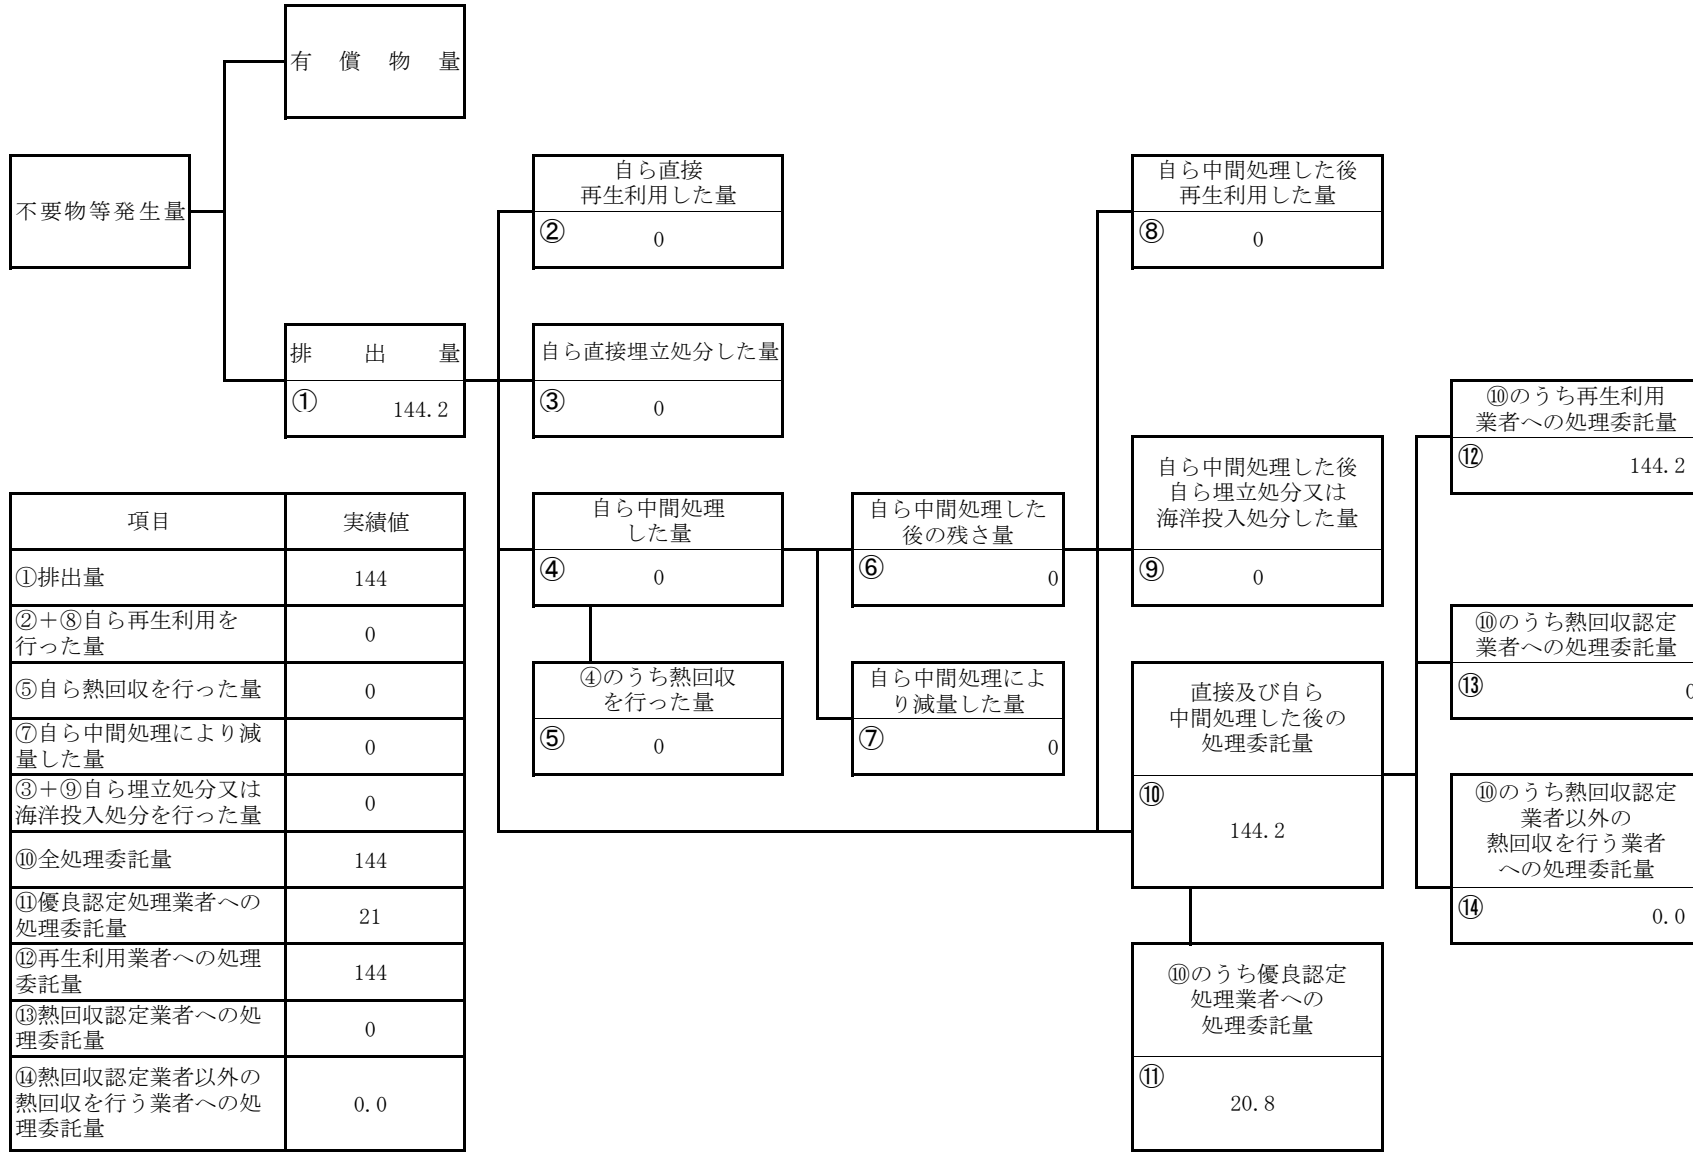 有償物量
不要物等発生量
排出量
① 144.2
自ら直接
再生利用した量
② 0
自ら直接埋立処分した量
③ 0
自ら中間処理
した量
④ 0
④のうち熱回収
を行った量
⑤ 0
自ら中間処理した
後の残さ量
⑥ 0
自ら中間処理によ
り減量した量
⑦ 0
自ら中間処理した後
再生利用した量
⑧ 0
自ら中間処理した後
自ら埋立処分又は
海洋投入処分した量
⑨ 0
直接及び自ら
中間処理した後の
処理委託量
⑩
144.2
⑩のうち優良認定
処理業者への
処理委託量
⑪
20.8
⑩のうち再生利用
業者への処理委託量
⑫ 144.2
⑩のうち熱回収認定
業者への処理委託量
⑬ 0
⑩のうち熱回収認定
業者以外の
熱回収を行う業者
への処理委託量
⑭ 0.0
項目 実績値
①排出量 144
②＋⑧自ら再生利用を
行った量 0
⑤自ら熱回収を行った量 0
⑦自ら中間処理により減
量した量 0
③＋⑨自ら埋立処分又は
海洋投入処分を行った量 0
⑩全処理委託量 144
⑪優良認定処理業者への
処理委託量 21
⑫再生利用業者への処理
委託量 144
⑬熱回収認定業者への処
理委託量 0
⑭熱回収認定業者以外の
熱回収を行う業者への処
理委託量 0.0